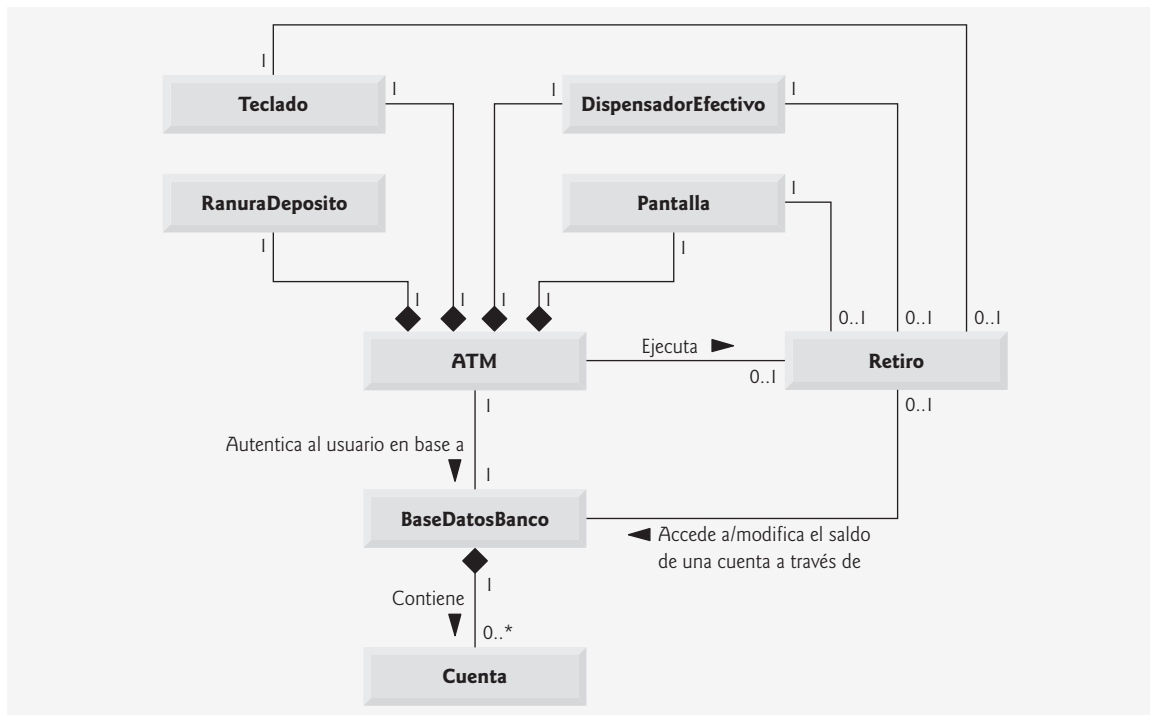 1
Teclado
1
DispensadorEfectivo
1
1
RanuraDeposito
Pantalla
1
1
1
1
1
1
1
0..1
0..1
0..1
ATM
Ejecuta
0..1
Retiro
1
0..1
Autentica al usuario en base a
1
BaseDatosBanco
Accede a/modifica el saldo
de una cuenta a través de
1
Contiene
0..*
Cuenta